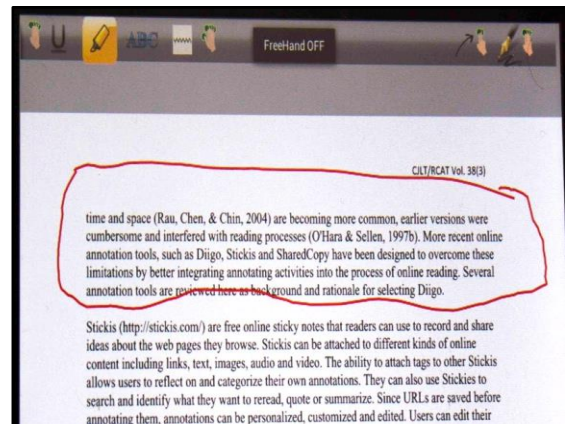 U ABC FreeHand OFF
CJLT/RCAT Vol. 38(3)
time and space (Rau, Chen, & Chin, 2004) are becoming more common, earlier versions were
cumbersome and interfered with reading processes (O'Hara & Sellen, 1997b). More recent online
annotation tools, such as Diigo, Stickis and SharedCopy have been designed to overcome these
limitations by better integrating annotating activities into the process of online reading. Several
annotation tools are reviewed here as background and rationale for selecting Diigo.
Stickis (http://stickis.com/) are free online sticky notes that readers can use to record and share
ideas about the web pages they browse. Stickis can be attached to different kinds of online
content including links, text, images, audio and video. The ability to attach tags to other Stickis
allows users to reflect on and categorize their own annotations. They can also use Stickies to
search and identify what they want to reread, quote or summarize. Since URLs are saved before
annotating them, annotations can be personalized, customized and edited. Users can edit their